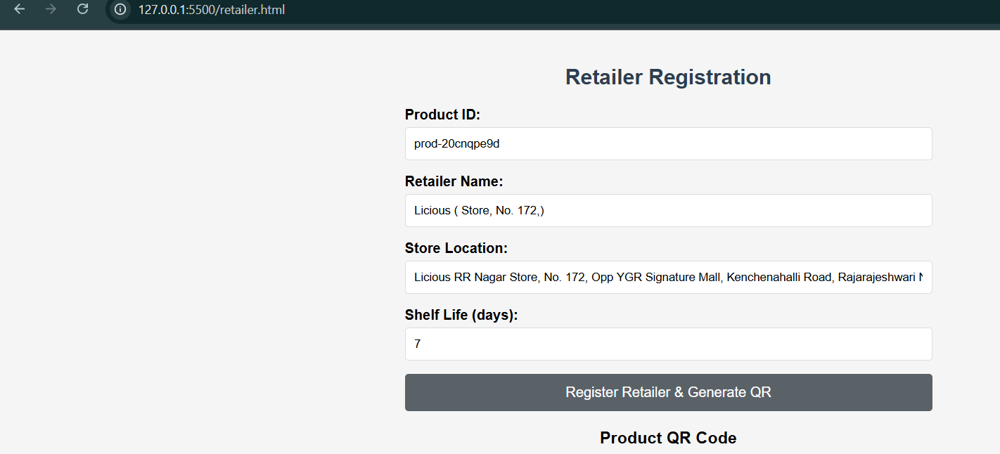 127.0.0.1:5500/retailer.html
Retailer Registration
Product ID:
prod-20cnqpe9d
Retailer Name:
Licious ( Store, No. 172,)
Store Location:
Licious RR Nagar Store, No. 172, Opp YGR Signature Mall, Kenchenahalli Road, Rajarajeshwari
Shelf Life (days):
7
Register Retailer & Generate QR
Product QR Code